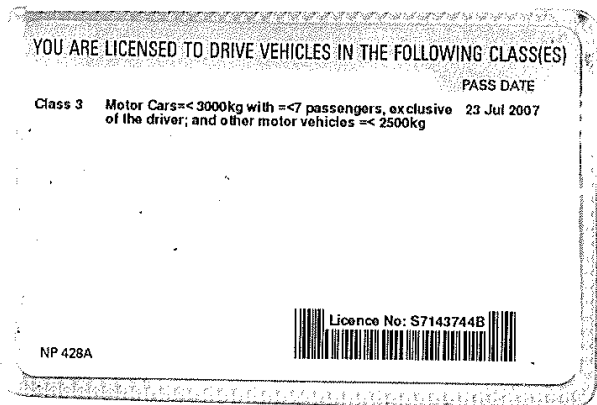 YOU ARE LICENSED TO DRIVE VEHICLES IN THE FOLLOWING CLASS(ES)
PASS DATE
Class 3 Motor Cars=< 3000kg with =<7 passengers, exclusive 23 Jul 2007
of the driver; and other motor vehicles =< 2500kg
Licence No: S7143744B
NP 428A